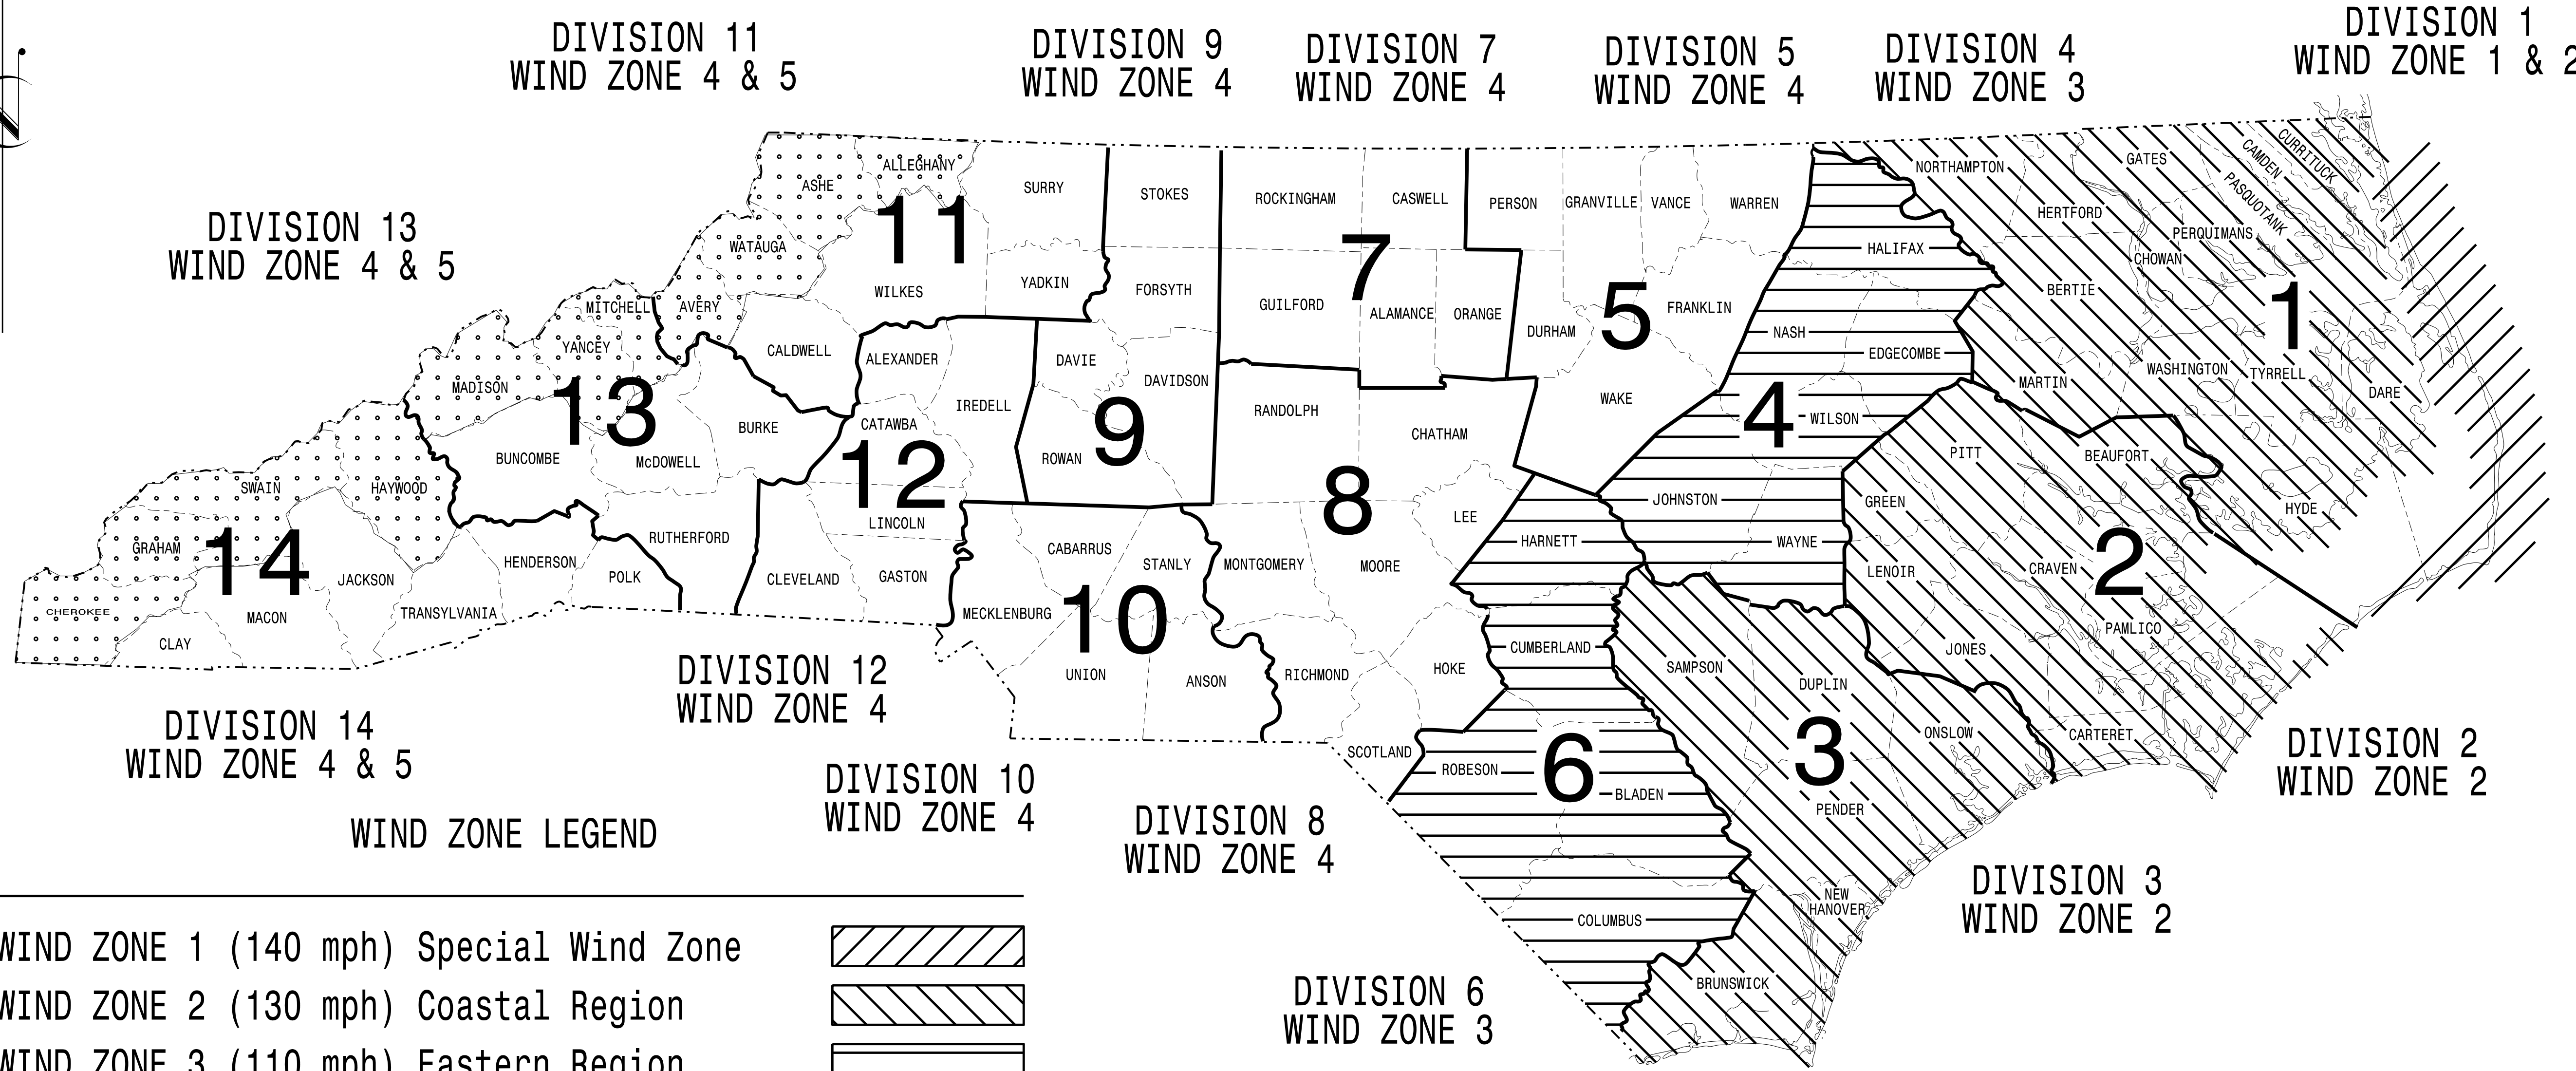 DIVISION 1
WIND ZONE 1 & 2
DIVISION 11
WIND ZONE 4 & 5
DIVISION 9
WIND ZONE 4
DIVISION 7
WIND ZONE 4
DIVISION 5
WIND ZONE 4
DIVISION 4
WIND ZONE 3
DIVISION 13
WIND ZONE 4 & 5
N
ASHE
ALLEGHANY
SURRY
STOKES
ROCKINGHAM
CASWELL
PERSON
GRANVILLE
VANCE
WARREN
NORTHAMPTON
GATES
CAMDEN
CURRITUCK
PASQUOTANK
HERTFORD
PERQUIMANS
CHOWAN
HALIFAX
WATAUGA
11
WILKES
YADKIN
FORSYTH
GUILFORD
7
ALAMANCE
ORANGE
DURHAM
5
FRANKLIN
NASH
EDGECOMBE
BERTIE
1
MITCHELL
AVERY
YANCEY
MADISON
13
CALDWELL
ALEXANDER
DAVIE
DAVIDSON
IREDELL
RANDOLPH
CHATHAM
WAKE
4
WILSON
MARTIN
WASHINGTON
TYRRELL
DARE
BUNCOMBE
McDOWELL
BURKE
CATAWBA
12
LINCOLN
ROWAN
9
8
LEE
JOHNSTON
PITT
BEAUFORT
HYDE
GREEN
2
SWAIN
HAYWOOD
GRAHAM
14
JACKSON
CHEROKEE
MACON
CLAY
TRANSYLVANIA
HENDERSON
POLK
RUTHERFORD
CLEVELAND
GASTON
MECKLENBURG
CABARRUS
STANLY
10
UNION
ANSON
MONTGOMERY
MOORE
RICHMOND
HOKE
SCOTLAND
HARNETT
WAYNE
LENOIR
CRAVEN
PAMLICO
JONES
CARTERET
CUMBERLAND
SAMPSON
DUPLIN
ONSLOW
3
PENDER
ROBESON
6
BLADEN
NEW
HANOVER
COLUMBUS
BRUNSWICK
DIVISION 12
WIND ZONE 4
DIVISION 14
WIND ZONE 4 & 5
DIVISION 10
WIND ZONE 4
DIVISION 8
WIND ZONE 4
DIVISION 2
WIND ZONE 2
DIVISION 3
WIND ZONE 2
DIVISION 6
WIND ZONE 3
WIND ZONE LEGEND
WIND ZONE 1 (140 mph) Special Wind Zone
WIND ZONE 2 (130 mph) Coastal Region
WIND ZONE 3 (110 mph) Eastern Region